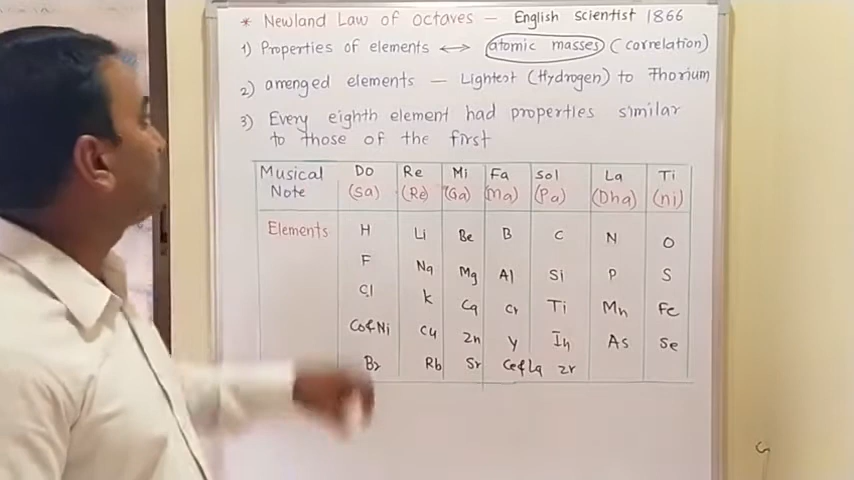 * Newland Law of octaves — English scientist 1866
1) Properties of elements ↔ atomic masses (correlation)
2) arrenged elements — Lightest (Hydrogen) to Thorium
3) Every eighth element had properties similar
to those of the first
Musical Note Do (Sa) Re (Re) Mi (Ga) Fa (Ma) Sol (Pa) La (Dha) Ti (ni)
Elements H Li Be B C N O
F Na Mg Al Si P S
Cl K Ca Cr Ti Mn Fe
Co&Ni Cu Zn Y In As Se
Br Rb Sr Ce&La Zr